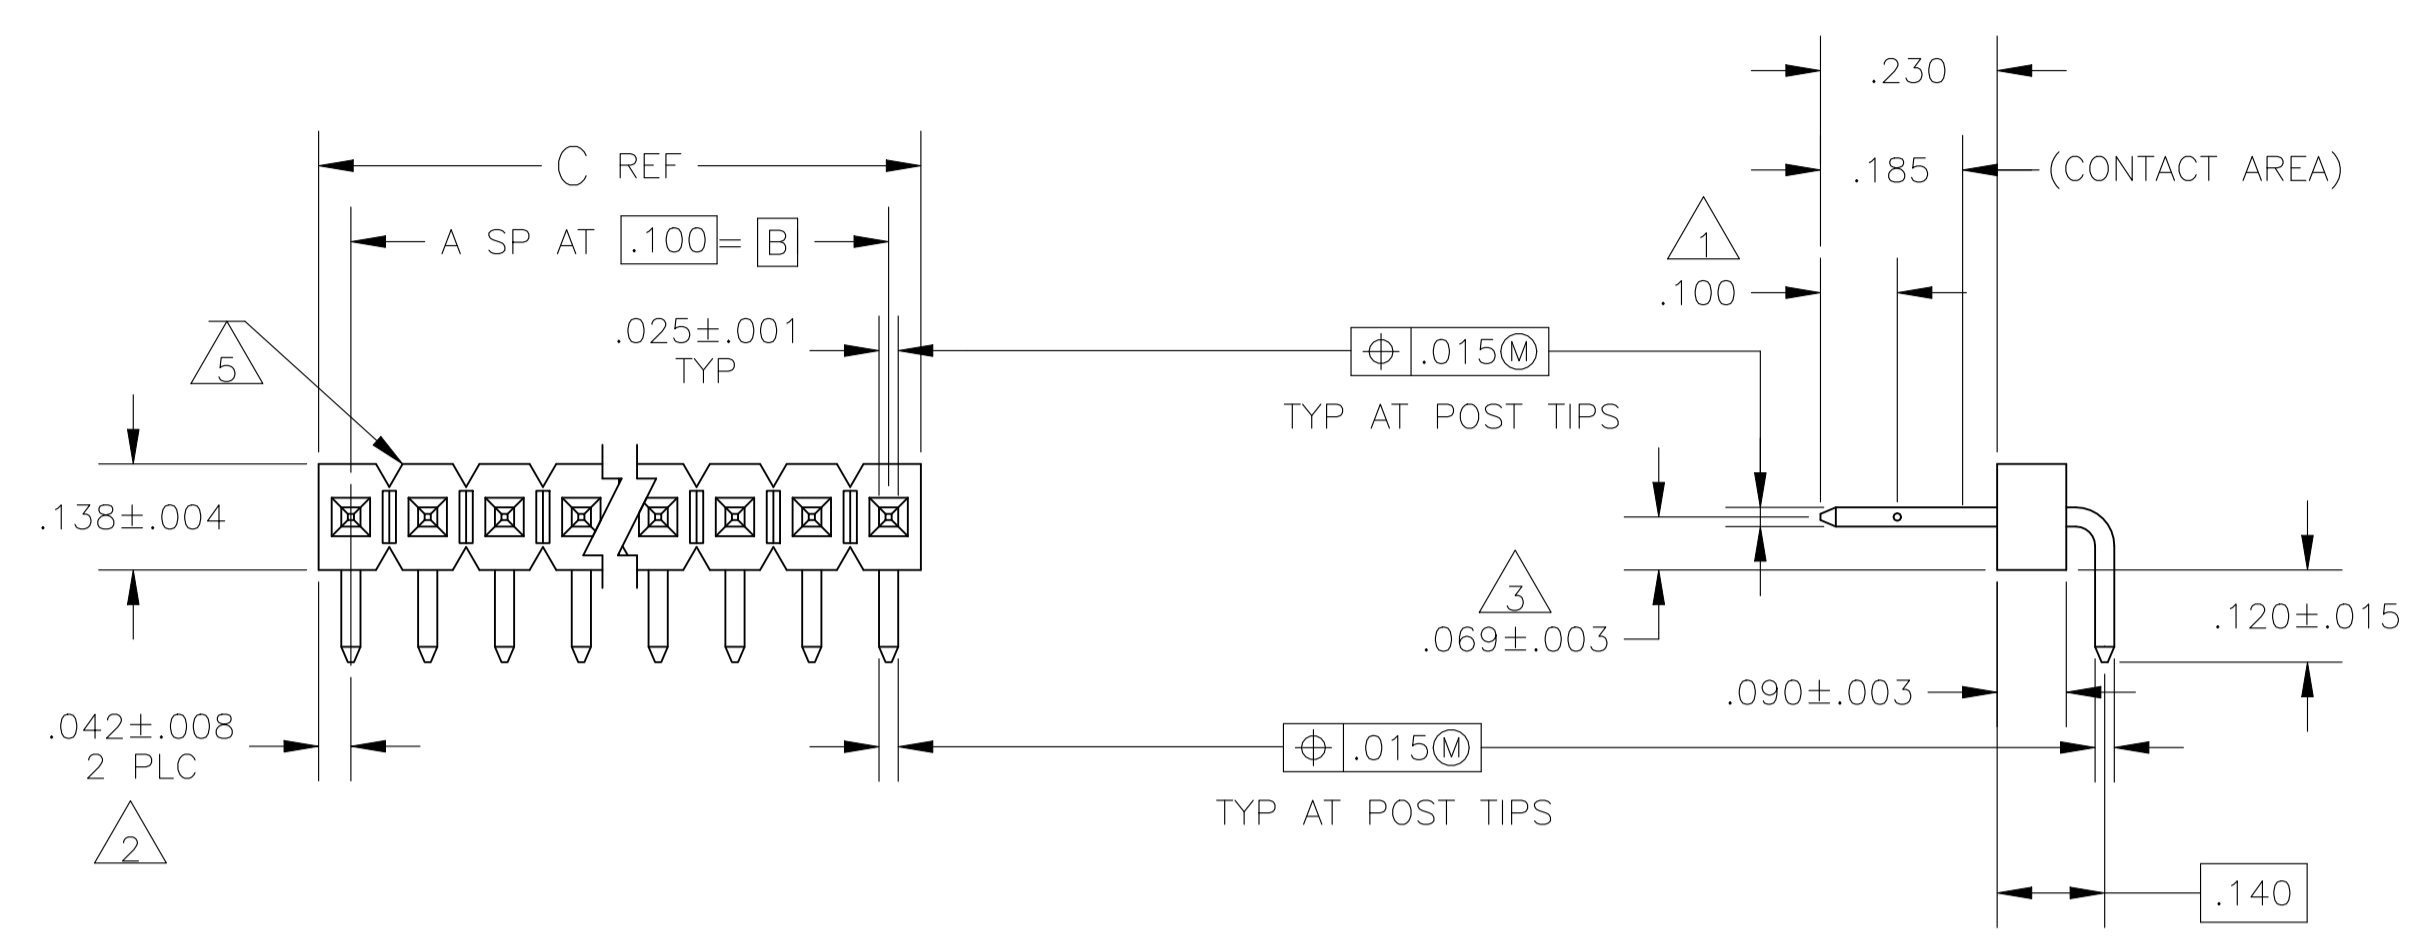 .230
C REF
.185 (CONTACT AREA)
A SP AT .100 = B
1
.100
.025±.001
TYP
5
⌖ .015Ⓜ
TYP AT POST TIPS
.138±.004
3
.069±.003
.120±.015
.090±.003
.042±.008
2 PLC
2
⌖ .015Ⓜ
TYP AT POST TIPS
.140